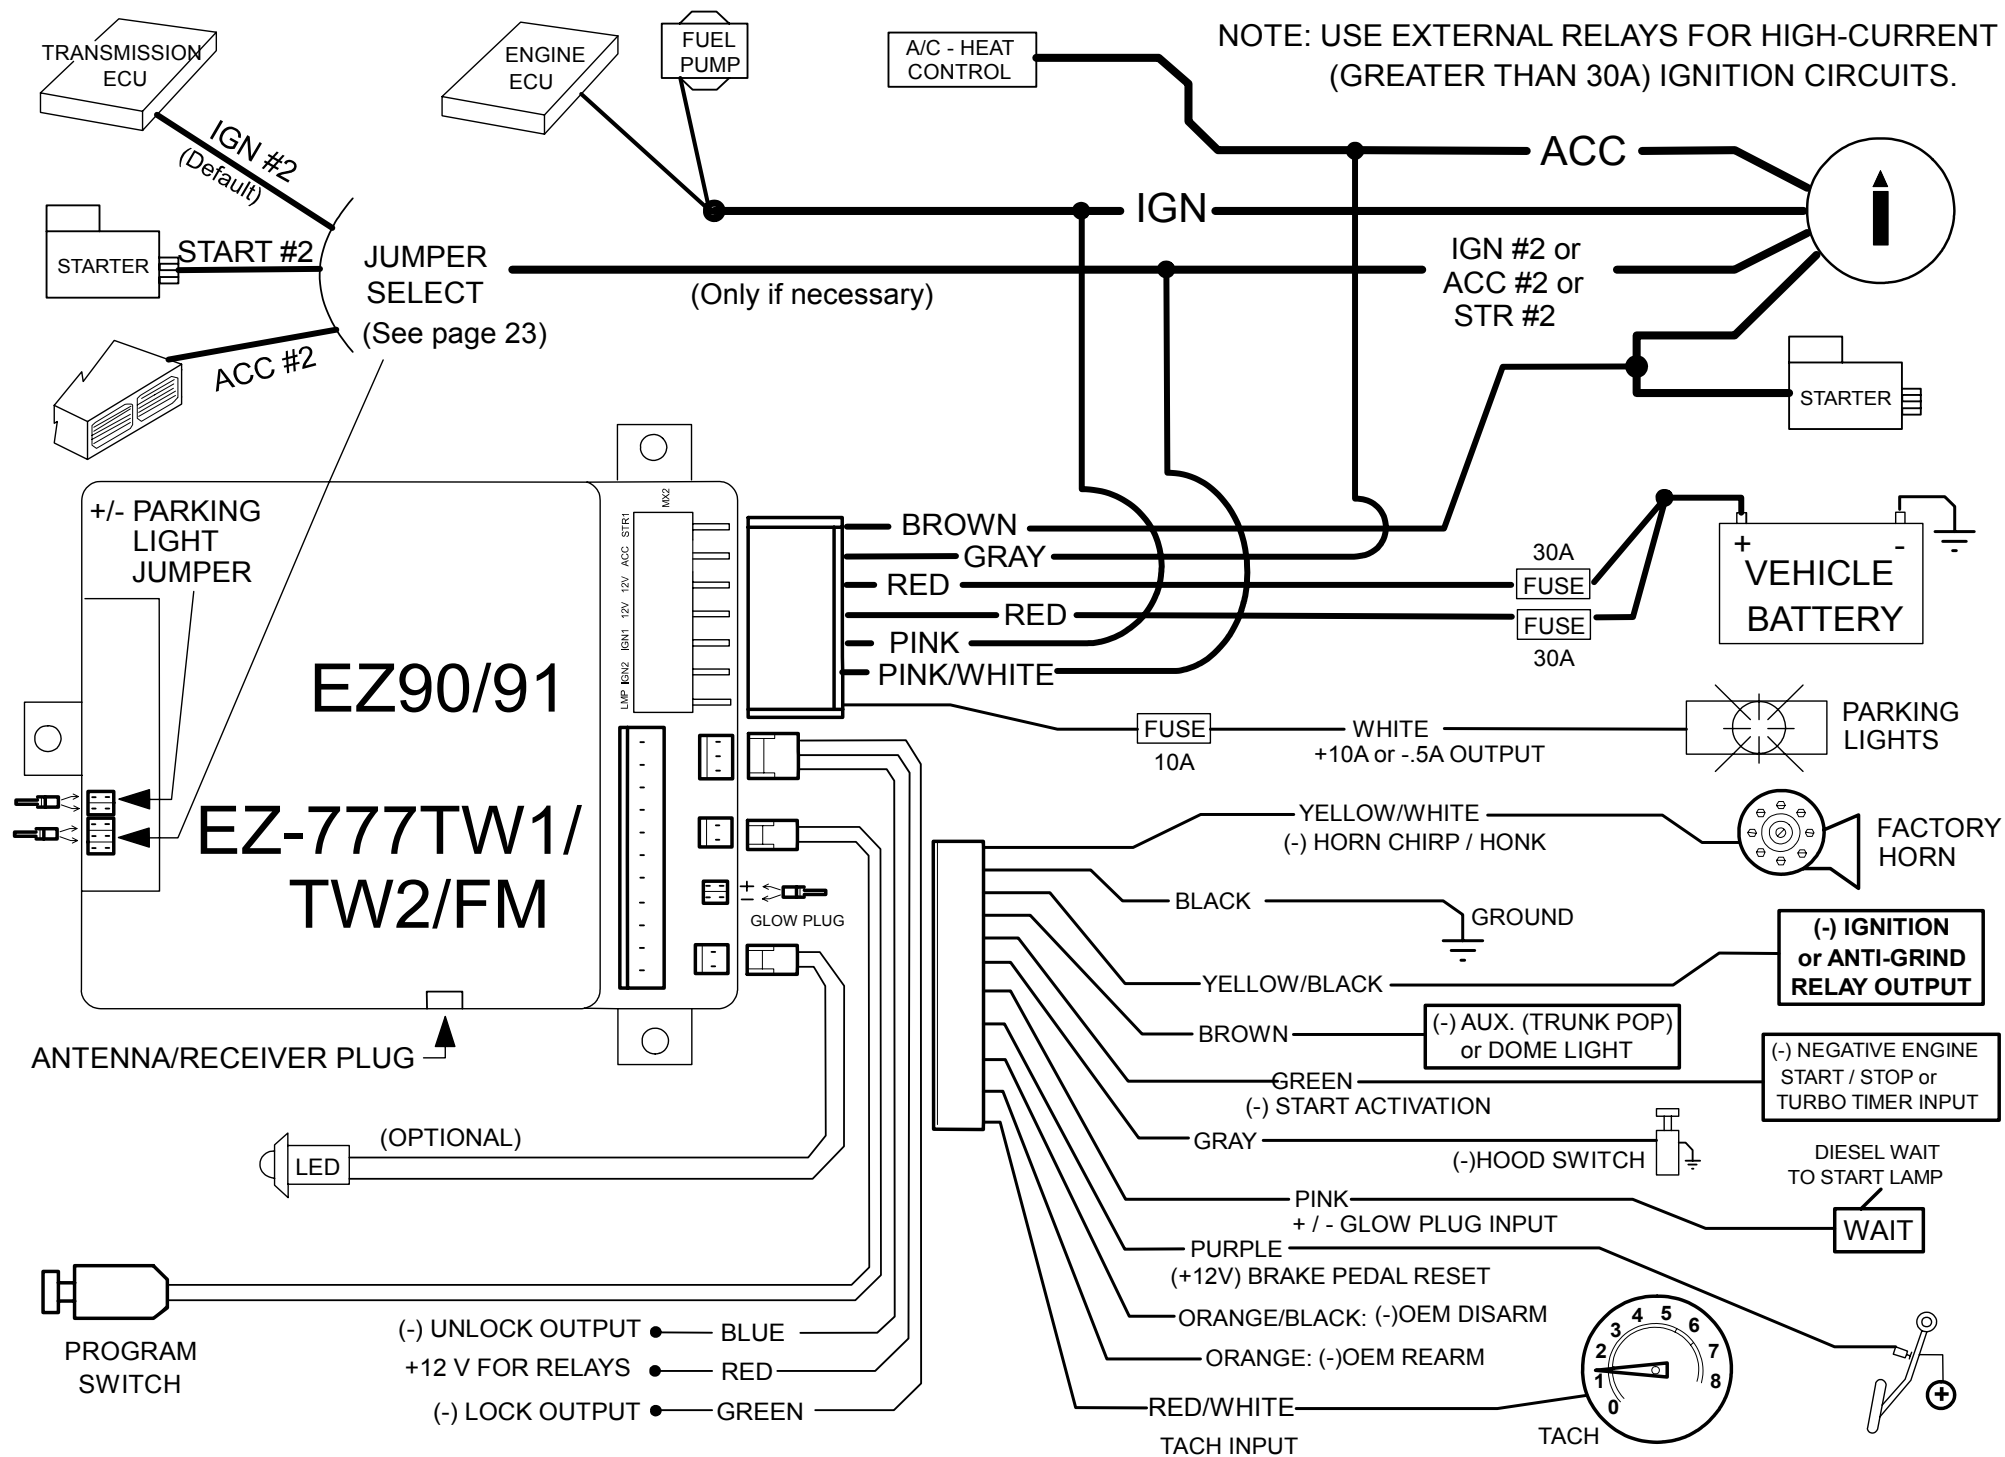 NOTE: USE EXTERNAL RELAYS FOR HIGH-CURRENT
(GREATER THAN 30A) IGNITION CIRCUITS.
TRANSMISSION
ECU
ENGINE
ECU
FUEL
PUMP
A/C - HEAT
CONTROL
IGN #2
(Default)
ACC
IGN
STARTER
START #2
JUMPER
SELECT
(See page 23)
(Only if necessary)
IGN #2 or
ACC #2 or
STR #2
ACC #2
STARTER
+/- PARKING
LIGHT
JUMPER
MX2
STR1
ACC
12V
12V
IGN1
IGN2
LMP
BROWN
GRAY
RED
RED
PINK
PINK/WHITE
30A
FUSE
FUSE
30A
+ -
VEHICLE
BATTERY
EZ90/91
EZ-777TW1/
TW2/FM
FUSE
10A
WHITE
+10A or -.5A OUTPUT
PARKING
LIGHTS
YELLOW/WHITE
(-) HORN CHIRP / HONK
FACTORY
HORN
+
-
GLOW PLUG
BLACK
GROUND
YELLOW/BLACK
(-) IGNITION
or ANTI-GRIND
RELAY OUTPUT
BROWN
(-) AUX. (TRUNK POP)
or DOME LIGHT
ANTENNA/RECEIVER PLUG
GREEN
(-) START ACTIVATION
(-) NEGATIVE ENGINE
START / STOP or
TURBO TIMER INPUT
(OPTIONAL)
LED
GRAY
(-)HOOD SWITCH
DIESEL WAIT
TO START LAMP
WAIT
PINK
+ / - GLOW PLUG INPUT
PURPLE
(+12V) BRAKE PEDAL RESET
ORANGE/BLACK: (-)OEM DISARM
ORANGE: (-)OEM REARM
RED/WHITE
TACH INPUT
TACH
0
1
2
3
4
5
6
7
8
+
PROGRAM
SWITCH
(-) UNLOCK OUTPUT
BLUE
+12 V FOR RELAYS
RED
(-) LOCK OUTPUT
GREEN